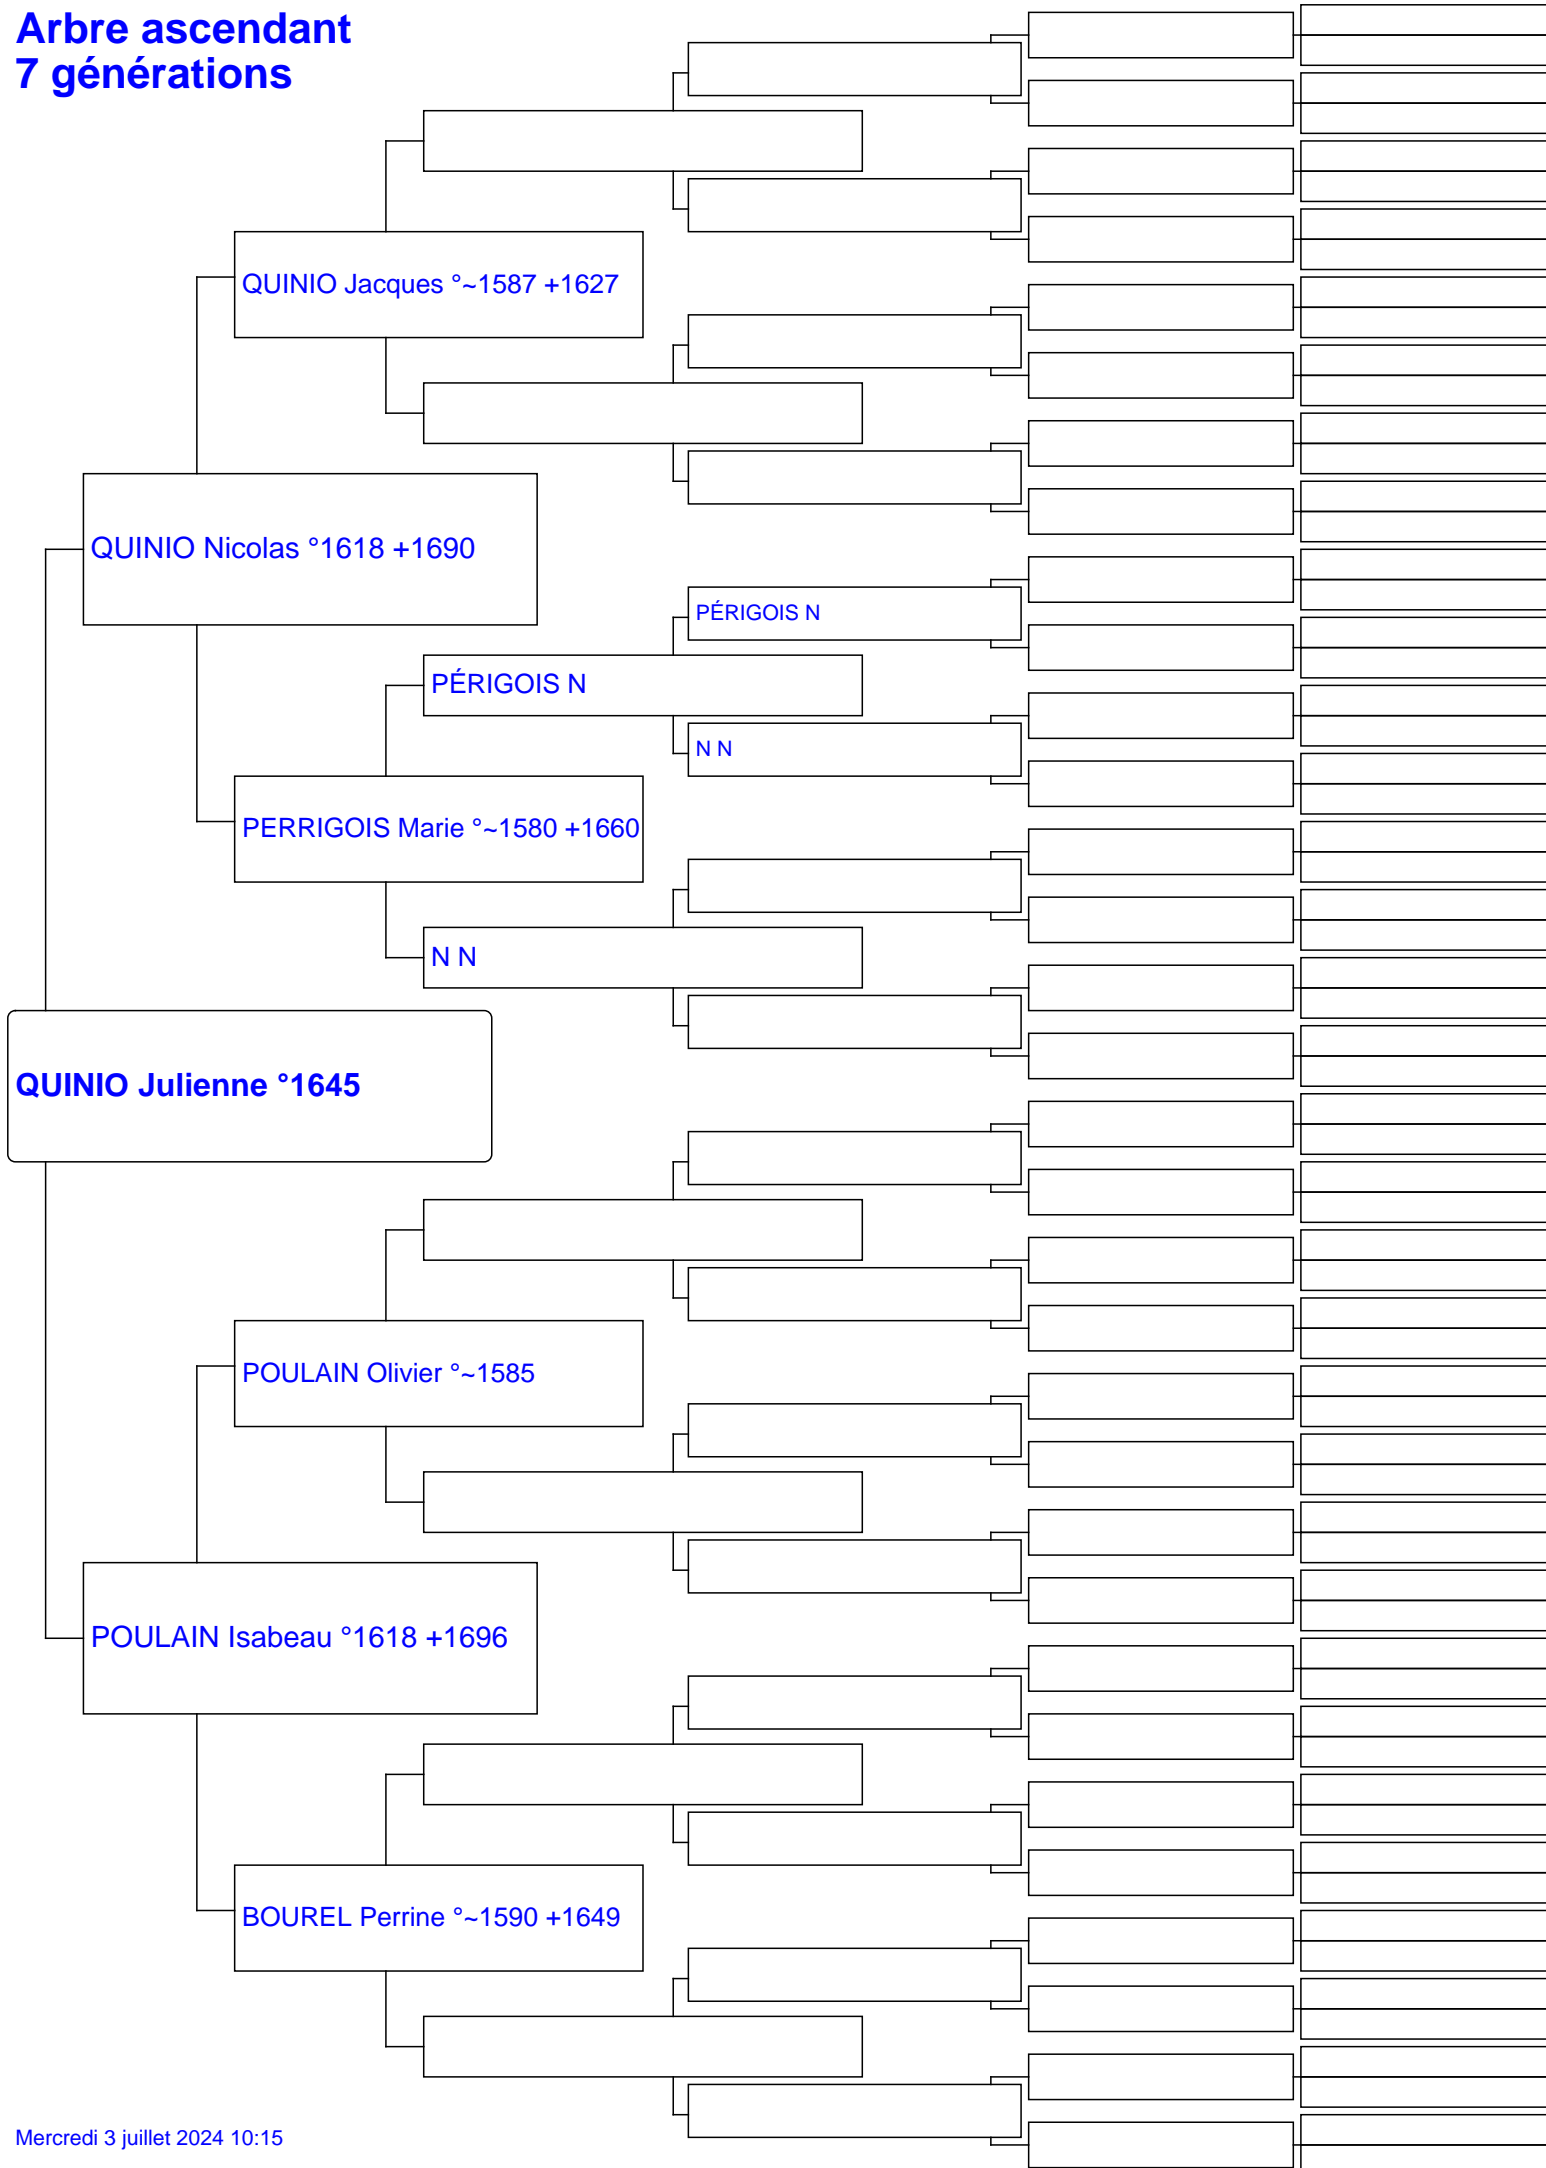 Arbre ascendant
7 générations
QUINIO Jacques °~1587 +1627
QUINIO Nicolas °1618 +1690
PÉRIGOIS N
PÉRIGOIS N
N N
PERRIGOIS Marie °~1580 +1660
N N
QUINIO Julienne °1645
POULAIN Olivier °~1585
POULAIN Isabeau °1618 +1696
BOUREL Perrine °~1590 +1649
Mercredi 3 juillet 2024 10:15